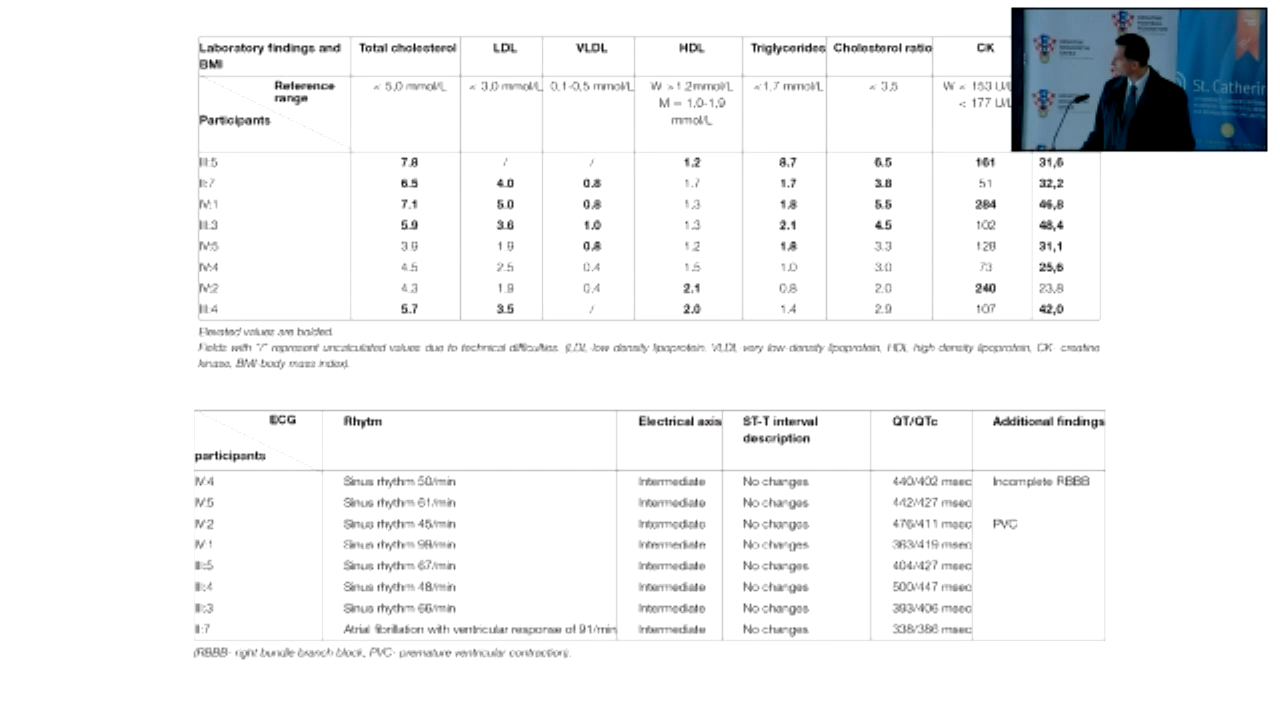 Laboratory findings and BMI Total cholesterol LDL VLDL HDL Triglycerides Cholesterol ratio CK
Reference range < 5,0 mmol/L < 3,0 mmol/L 0,1-0,5 mmol/L W >1,2mmol/L < 1,7 mmol/L < 3,5 W < 153 U/L
M = 1,0-1,9 < 177 U/L
Participants mmol/L
III:5 7.8 / / 1.2 8.7 6.5 161 31,6
II:7 6.5 4.0 0.8 1.7 1.7 3.8 51 32,2
IV:1 7.1 5.0 0.8 1.3 1.8 5.5 284 46,8
III:3 5.9 3.6 1.0 1.3 2.1 4.5 102 48,4
IV:5 3.9 1.9 0.8 1.2 1.8 3.3 128 31,1
IV:4 4.5 2.5 0.4 1.5 1.0 3.0 73 25,6
IV:2 4.3 1.9 0.4 2.1 0.8 2.0 240 23,8
III:4 5.7 3.5 / 2.0 1.4 2.9 107 42,0
Elevated values are bolded.
Fields with "/" represent uncalculated values due to technical difficulties. (LDL-low density lipoprotein, VLDL-very low-density lipoprotein, HDL-high density lipoprotein, CK- creatine
kinase, BMI-body mass index).
ECG Rhytm Electrical axis ST-T interval description QT/QTc Additional findings
participants
IV:4 Sinus rhythm 50/min Intermediate No changes 440/402 msec Incomplete RBBB
IV:5 Sinus rhythm 61/min Intermediate No changes 442/427 msec
IV:2 Sinus rhythm 45/min Intermediate No changes 476/411 msec PVC
IV:1 Sinus rhythm 98/min Intermediate No changes 363/419 msec
III:5 Sinus rhythm 67/min Intermediate No changes 404/427 msec
III:4 Sinus rhythm 48/min Intermediate No changes 500/447 msec
III:3 Sinus rhythm 66/min Intermediate No changes 393/406 msec
II:7 Atrial fibrillation with ventricular response of 91/min Intermediate No changes 338/386 msec
(RBBB- right bundle branch block, PVC- premature ventricular contraction).
St. Catherin